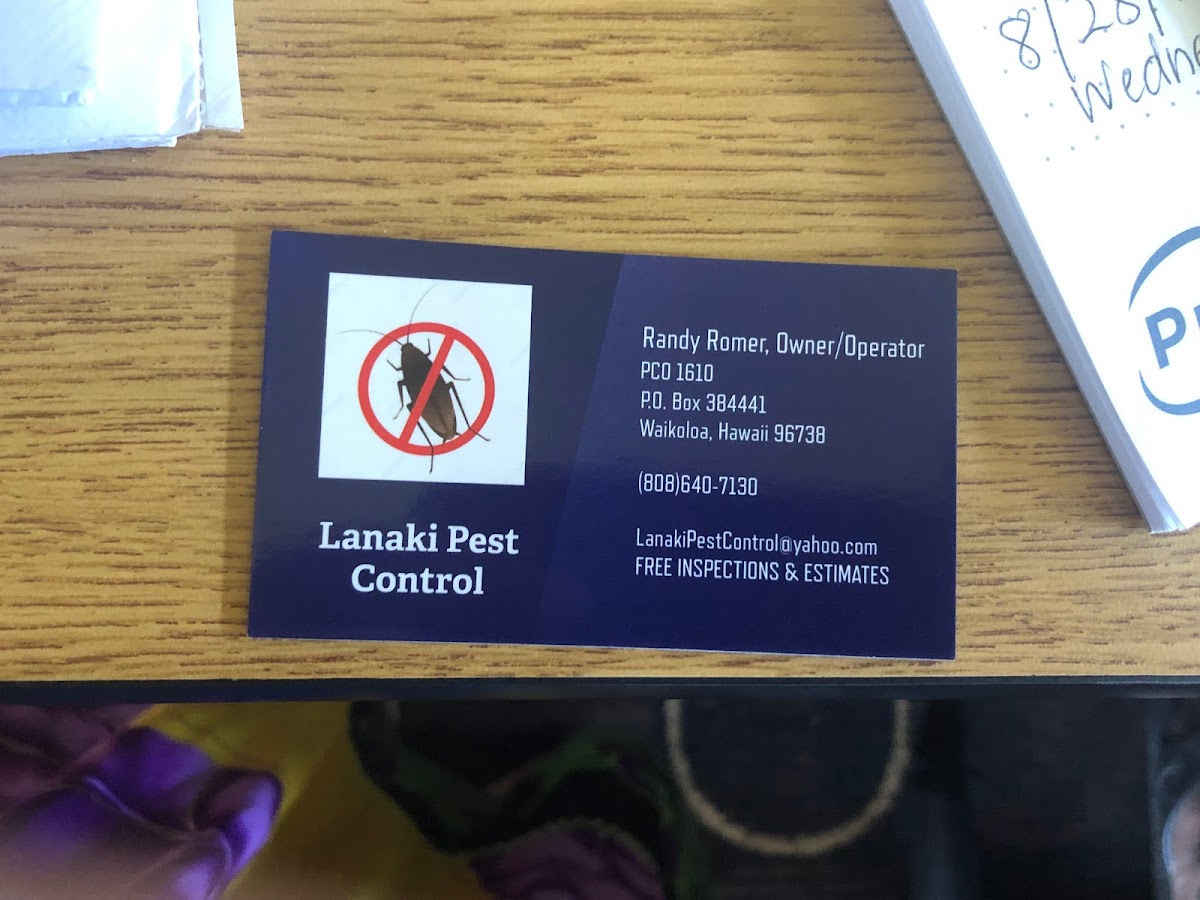 8/28/
Wedne
Lanaki Pest
Control
Randy Romer, Owner/Operator
PCO 1610
P.O. Box 384441
Waikoloa, Hawaii 96738
(808)640-7130
LanakiPestControl@yahoo.com
FREE INSPECTIONS & ESTIMATES